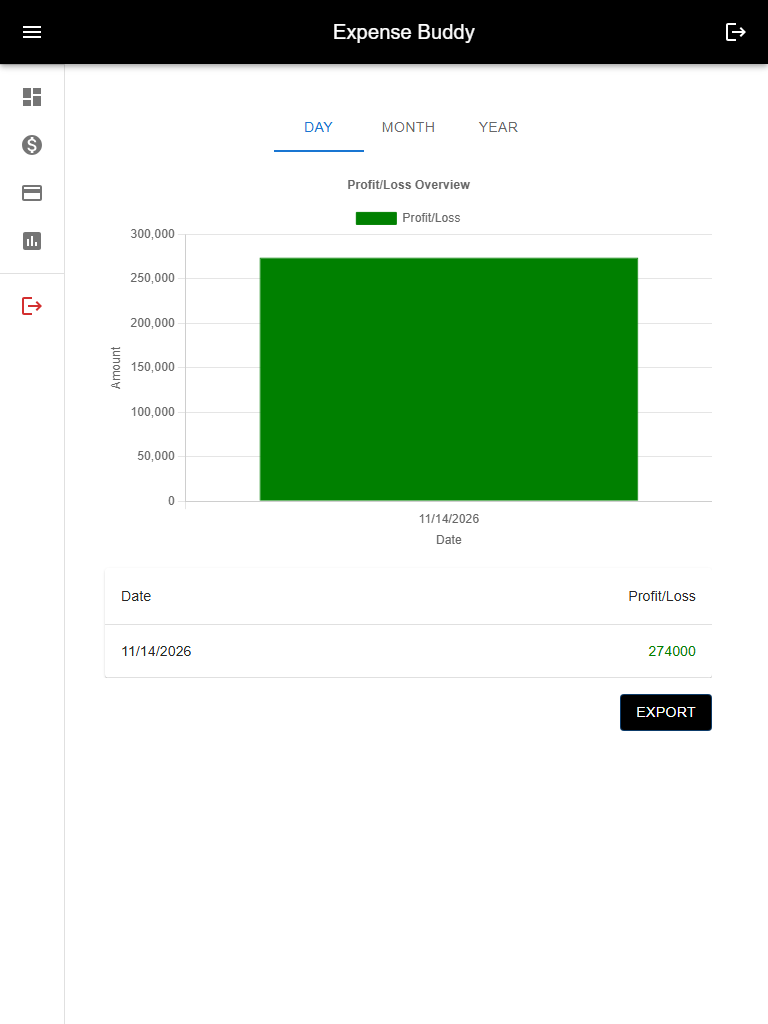 Expense Buddy
DAY MONTH YEAR
Profit/Loss Overview
Profit/Loss
300,000
250,000
200,000
150,000
100,000
50,000
0
Amount
11/14/2026
Date
Date Profit/Loss
11/14/2026 274000
EXPORT